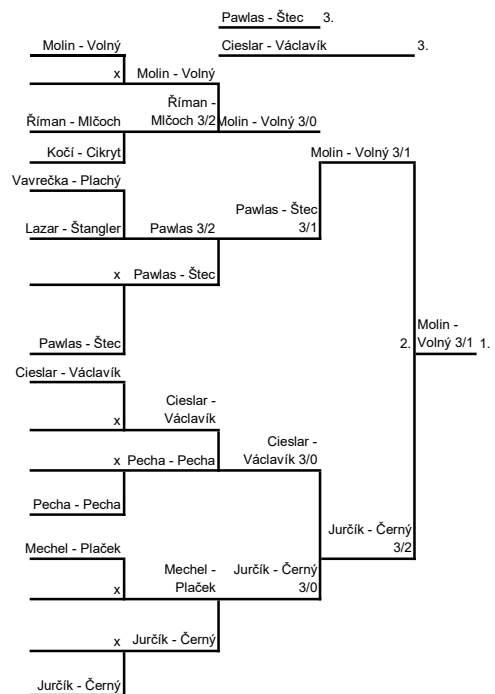 Pawlas - Štec 3.
Cieslar - Václavík 3.
Molin - Volný
x Molin - Volný
Říman -
Říman - Mlčoch Mlčoch 3/2 Molin - Volný 3/0
Kočí - Cikryt Molin - Volný 3/1
Vavrečka - Plachý
Pawlas - Štec
Lazar - Štangler Pawlas 3/2 3/1
x Pawlas - Štec
Molin -
Pawlas - Štec 2. Volný 3/1 1.
Cieslar - Václavík
Cieslar -
x Václavík
Cieslar -
x Pecha - Pecha Václavík 3/0
Pecha - Pecha
Jurčík - Černý
Mechel - Plaček 3/2
Mechel - Jurčík - Černý
x Plaček 3/0
x Jurčík - Černý
Jurčík - Černý